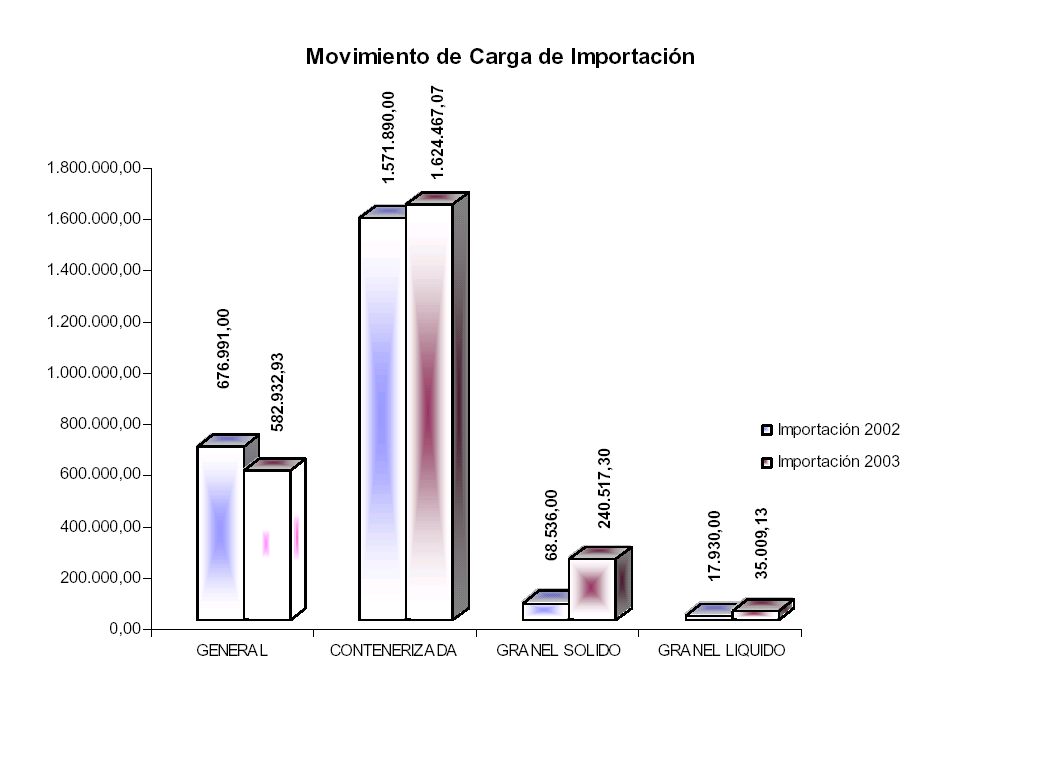 Movimiento de Carga de Importación
1.800.000,00
1.600.000,00
1.400.000,00
1.200.000,00
1.000.000,00
800.000,00
600.000,00
400.000,00
200.000,00
0,00
676.991,00
582.932,93
1.571.890,00
1.624.467,07
68.536,00
240.517,30
17.930,00
35.009,13
GENERAL
CONTENERIZADA
GRANEL SOLIDO
GRANEL LIQUIDO
Importación 2002
Importación 2003